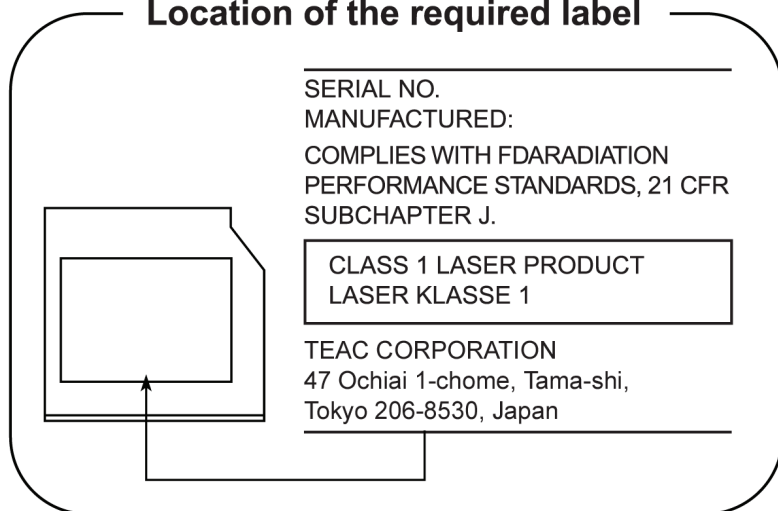 Location of the required label
SERIAL NO.
MANUFACTURED:
COMPLIES WITH FDARADIATION
PERFORMANCE STANDARDS, 21 CFR
SUBCHAPTER J.
CLASS 1 LASER PRODUCT
LASER KLASSE 1
TEAC CORPORATION
47 Ochiai 1-chome, Tama-shi,
Tokyo 206-8530, Japan